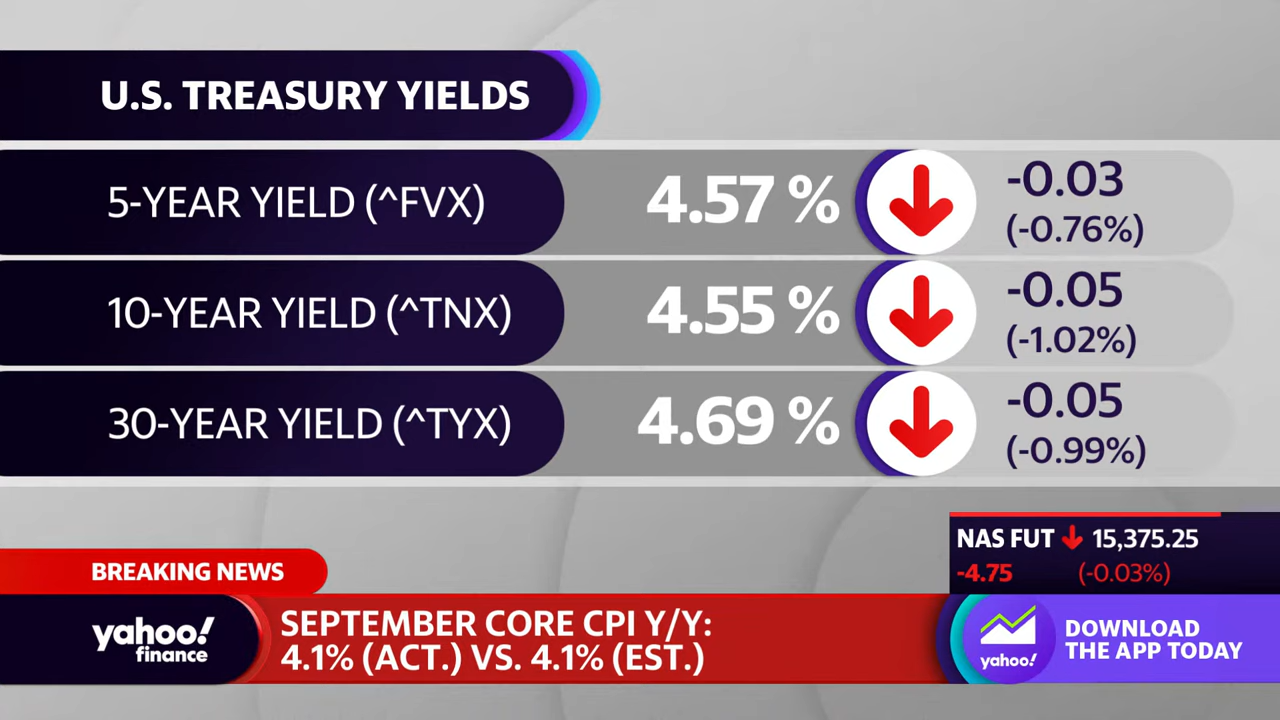 U.S. TREASURY YIELDS
5-YEAR YIELD (^FVX) 4.57 % -0.03
(-0.76%)
10-YEAR YIELD (^TNX) 4.55 % -0.05
(-1.02%)
30-YEAR YIELD (^TYX) 4.69 % -0.05
(-0.99%)
NAS FUT 15,375.25
-4.75 (-0.03%)
BREAKING NEWS
yahoo!
finance
SEPTEMBER CORE CPI Y/Y:
4.1% (ACT.) VS. 4.1% (EST.)
yahoo!
DOWNLOAD
THE APP TODAY